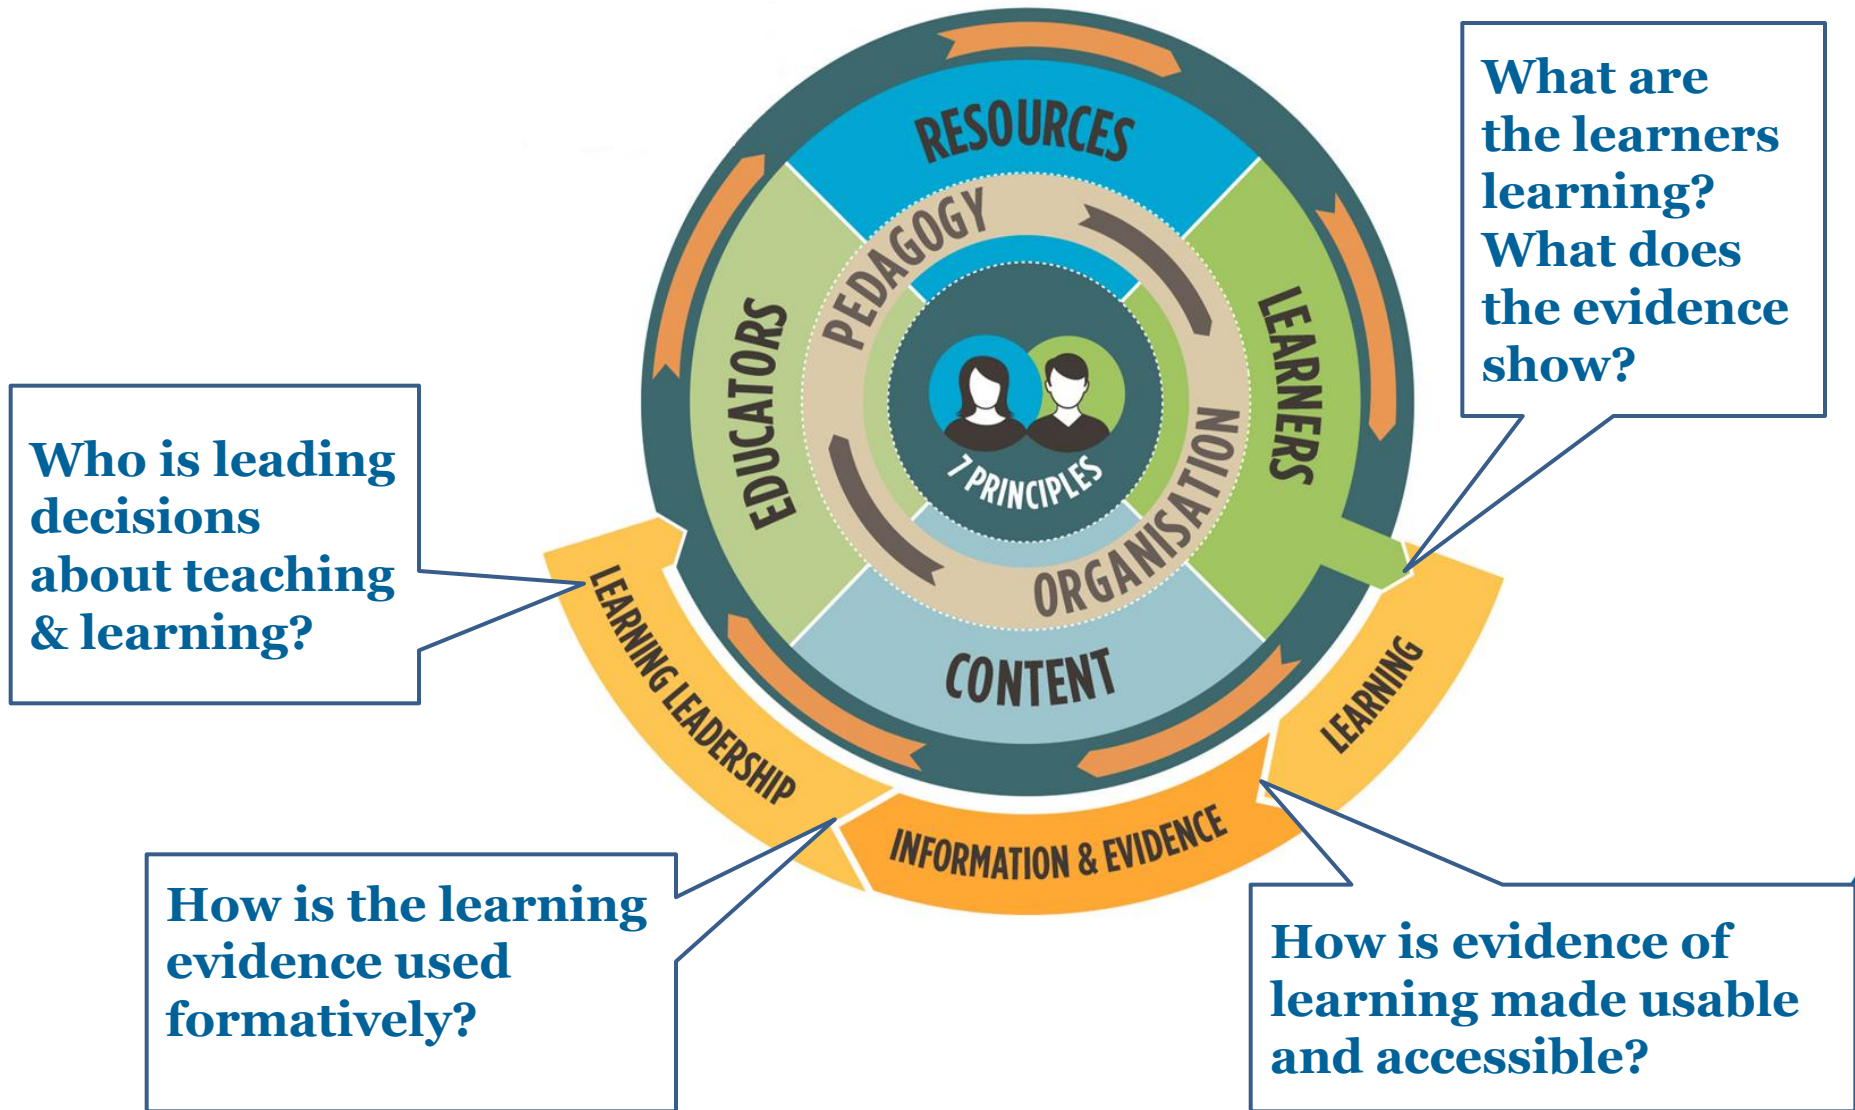 RESOURCES
PEDAGOGY
EDUCATORS
LEARNERS
7 PRINCIPLES
ORGANISATION
CONTENT
LEARNING LEADERSHIP
INFORMATION & EVIDENCE
LEARNING
What are
the learners
learning?
What does
the evidence
show?
Who is leading
decisions
about teaching
& learning?
How is the learning
evidence used
formatively?
How is evidence of
learning made usable
and accessible?